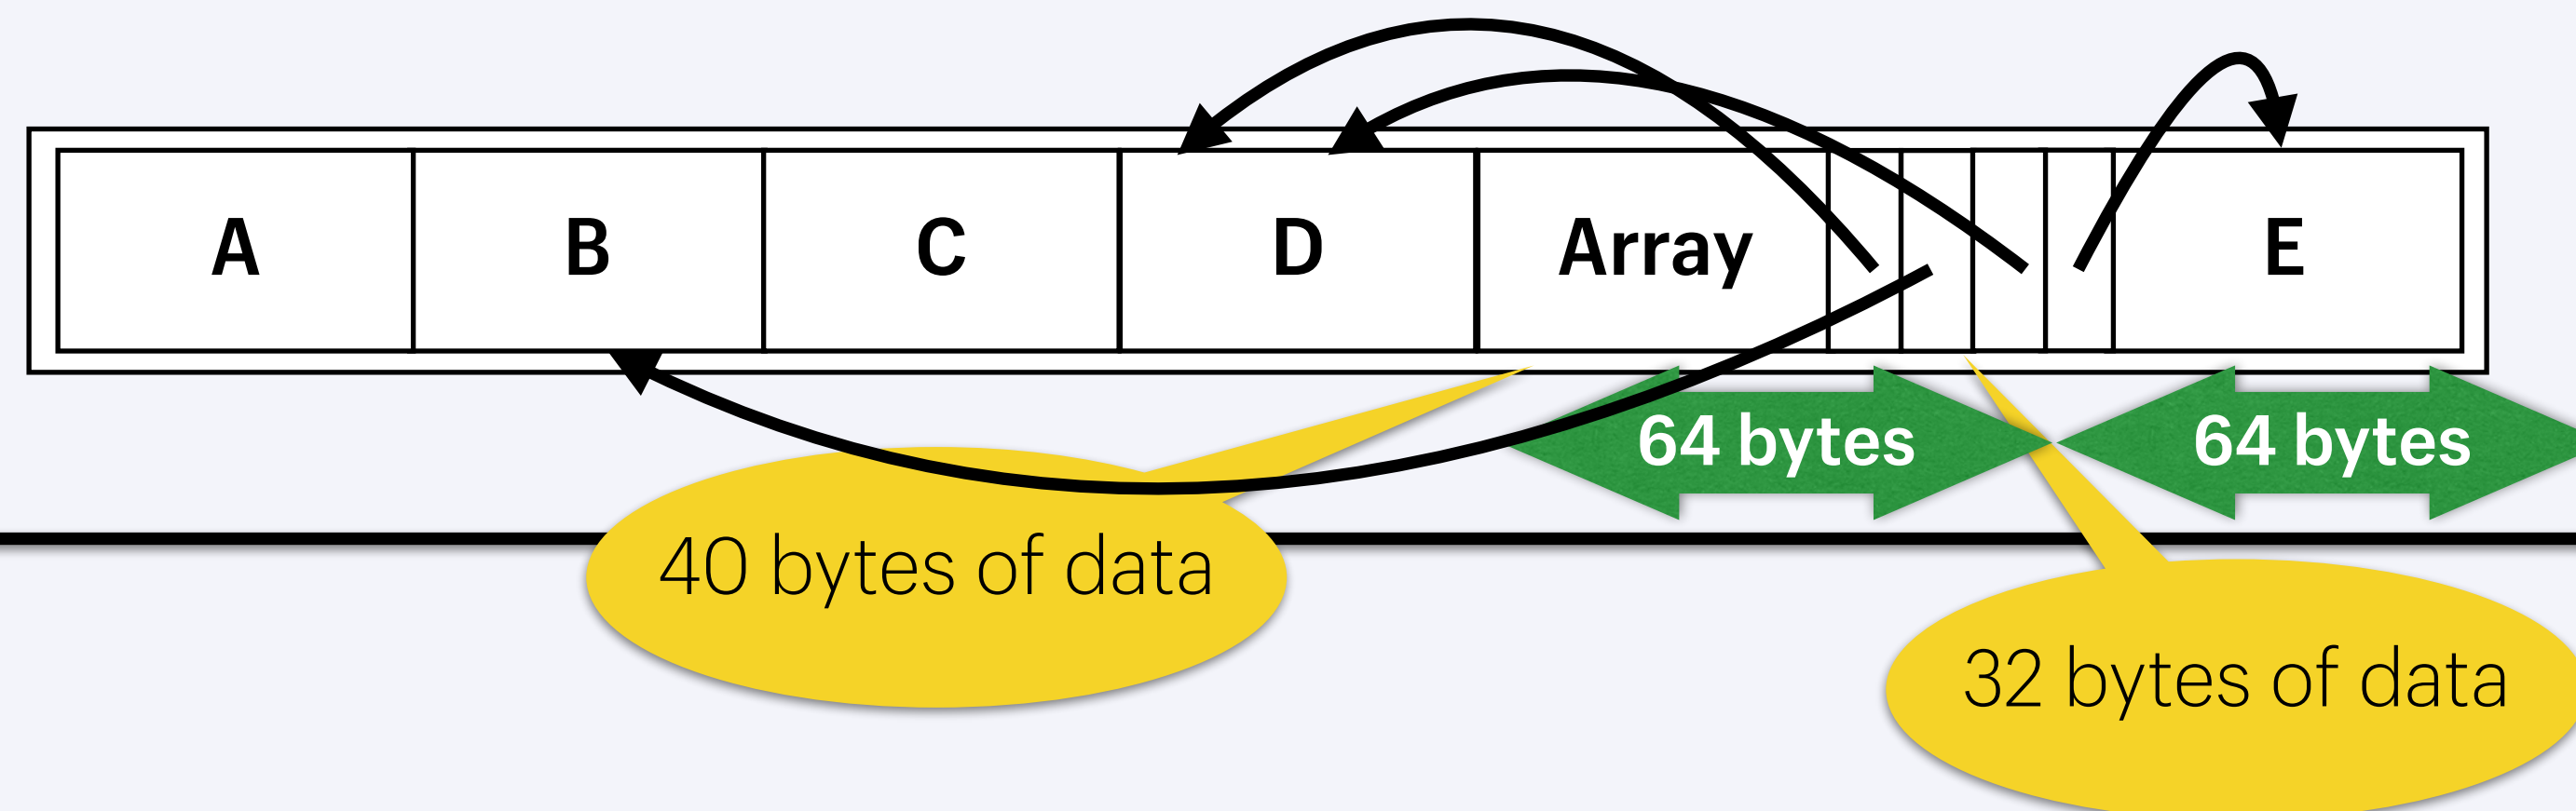 A B C D Array E
64 bytes 64 bytes
40 bytes of data
32 bytes of data